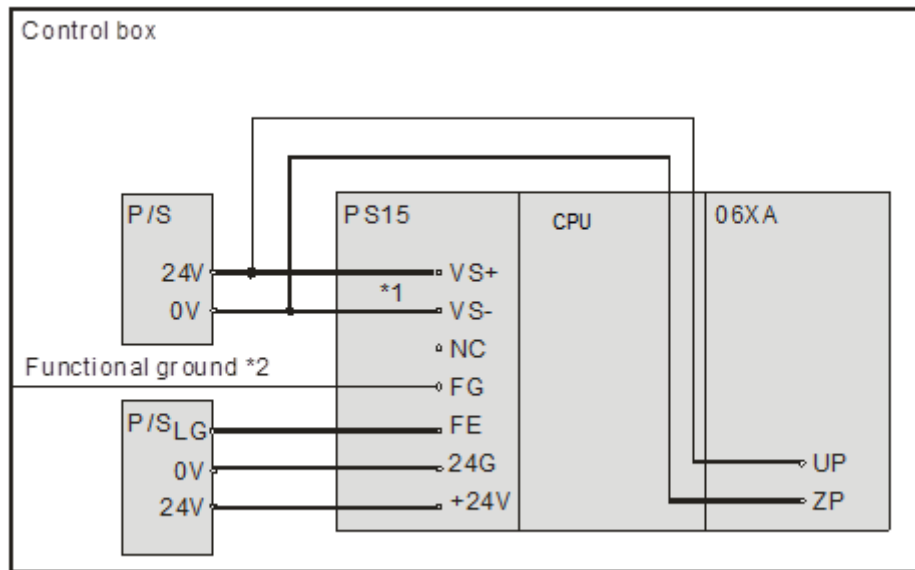 Control box
P/S
24V
0V
PS15
CPU
06XA
VS+
*1
VS-
NC
Functional ground *2
FG
P/S
LG
FE
0V
24G
24V
+24V
UP
ZP